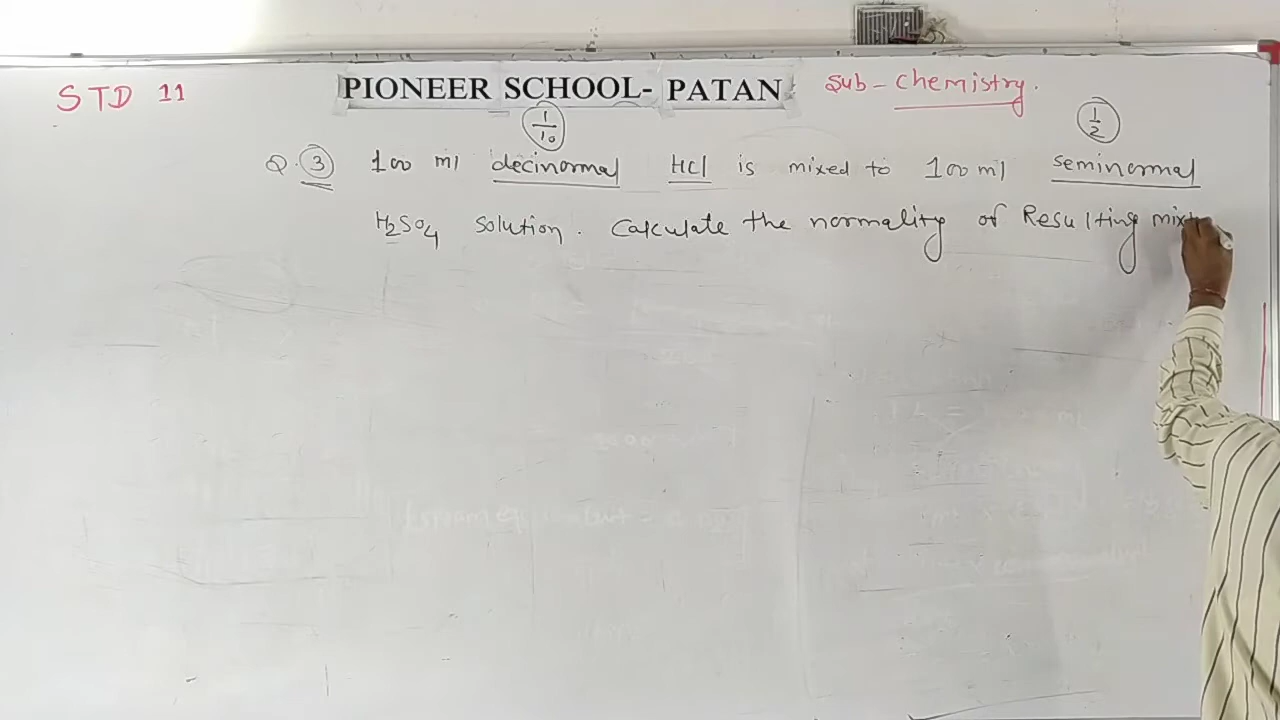 STD 11 PIONEER SCHOOL- PATAN Sub - Chemistry.
1/10 1/2
Q. 3 100 ml decinormal HCl is mixed to 100 ml seminormal
H2SO4 solution. Calculate the normality of Resulting